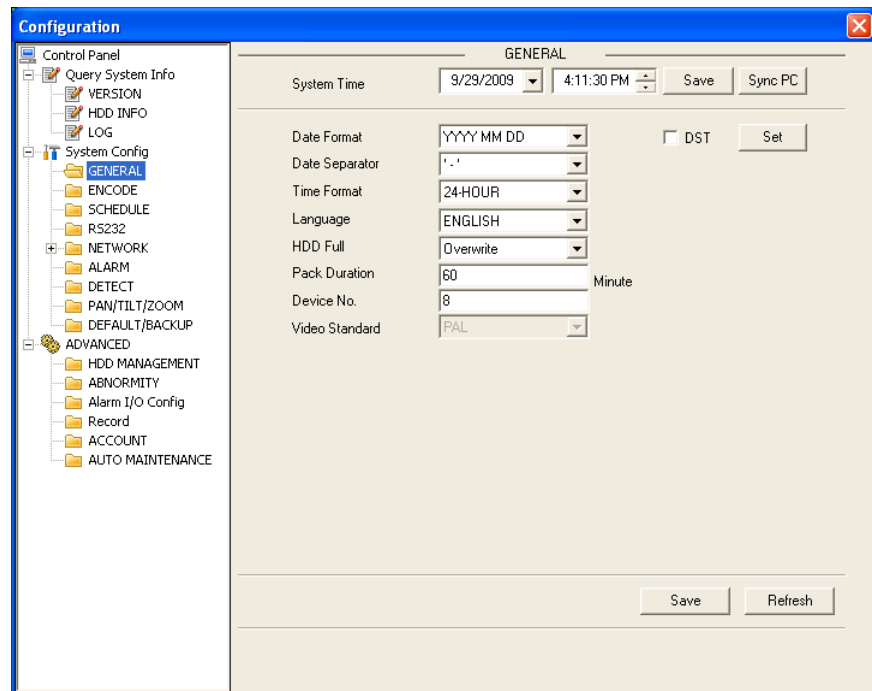 Configuration
Control Panel
Query System Info
VERSION
HDD INFO
LOG
System Config
GENERAL
ENCODE
SCHEDULE
RS232
NETWORK
ALARM
DETECT
PAN/TILT/ZOOM
DEFAULT/BACKUP
ADVANCED
HDD MANAGEMENT
ABNORMITY
Alarm I/O Config
Record
ACCOUNT
AUTO MAINTENANCE
GENERAL
System Time 9/29/2009 4:11:30 PM Save Sync PC
Date Format YYYY MM DD DST Set
Date Separator '-'
Time Format 24-HOUR
Language ENGLISH
HDD Full Overwrite
Pack Duration 60 Minute
Device No. 8
Video Standard PAL
Save Refresh